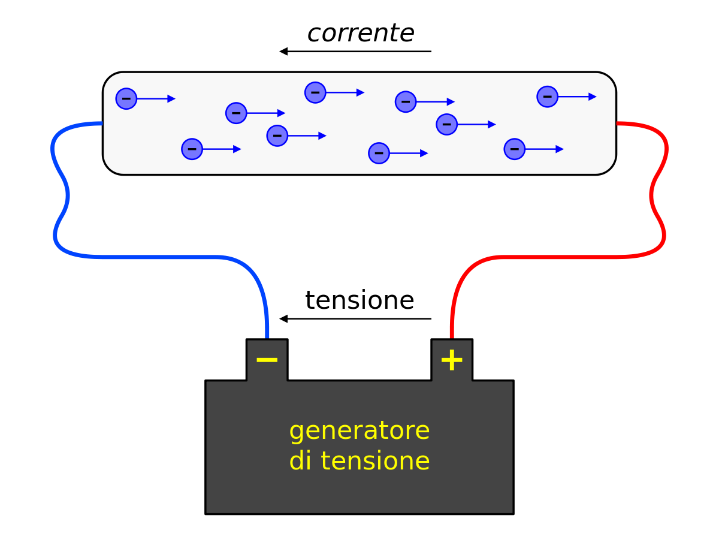 corrente
− − − − − − − − − −
tensione
− +
generatore
di tensione